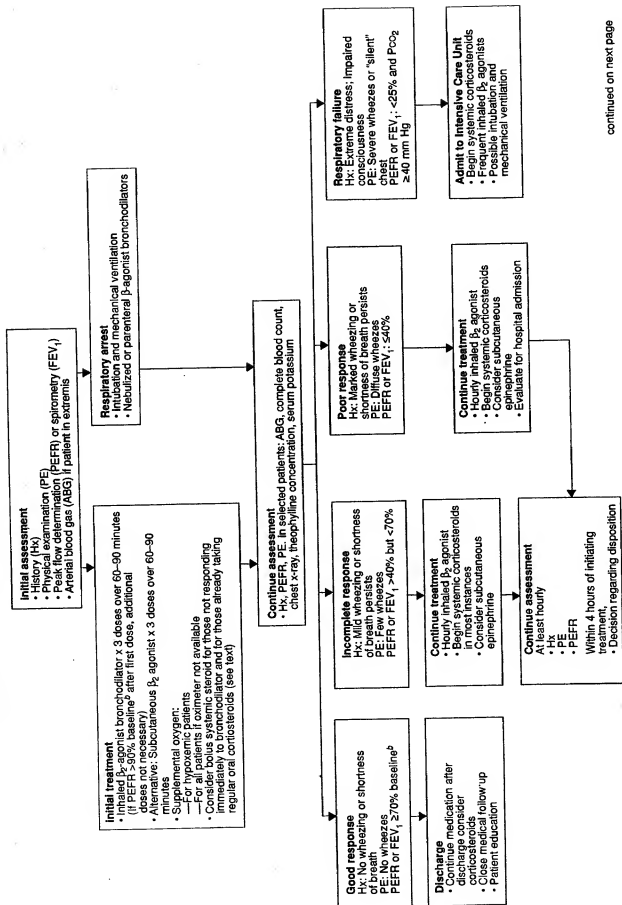 Initial assessment
• History (Hx)
• Physical examination (PE)
• Peak flow determination (PEFR) or spirometry (FEV₁)
• Arterial blood gas (ABG) if patient in extremis
Initial treatment
• Inhaled β₂-agonist bronchodilator x 3 doses over 60–90 minutes
(If PEFR >90% baselineᵇ after first dose, additional
doses not necessary)
• Alternative: Subcutaneous β₂ agonist x 3 doses over 60–90
minutes
• Supplemental oxygen:
—For hypoxemic patients
—For all patients if oximeter not available
• Consider bolus systemic steroid for those not responding
immediately to bronchodilator and for those already taking
regular oral corticosteroids (see text)
Respiratory arrest
• Intubation and mechanical ventilation
• Nebulized or parenteral β-agonist bronchodilators
Continue assessment
• Hx, PEFR, PE. In selected patients: ABG, complete blood count,
chest x-ray, theophylline concentration, serum potassium
Good response
Hx: No wheezing or shortness
of breath
PE: No wheezes
PEFR or FEV₁ ≥70% baselineᵇ
Incomplete response
Hx: Mild wheezing or shortness
of breath persists
PE: Few wheezes
PEFR or FEV₁ >40% but <70%
Poor response
Hx: Marked wheezing or
shortness of breath persists
PE: Diffuse wheezes
PEFR or FEV₁: ≤40%
Respiratory failure
Hx: Extreme distress; impaired
consciousness
PE: Severe wheezes or "silent"
chest
PEFR or FEV₁: <25% and Pco₂
≥40 mm Hg
Discharge
• Continue medication after
discharge consider
corticosteroids
• Close medical follow up
• Patient education
Continue treatment
• Hourly inhaled β₂ agonist
• Begin systemic corticosteroids
in most instances
• Consider subcutaneous
epinephrine
Continue treatment
• Hourly inhaled β₂ agonist
• Begin systemic corticosteroids
• Consider subcutaneous
epinephrine
• Evaluate for hospital admission
Admit to Intensive Care Unit
• Begin systemic corticosteroids
• Frequent inhaled β₂ agonists
• Possible intubation and
mechanical ventilation
Continue assessment
At least hourly
• Hx
• PE
• PEFR
Within 4 hours of initiating
treatment,
• Decision regarding disposition
continued on next page